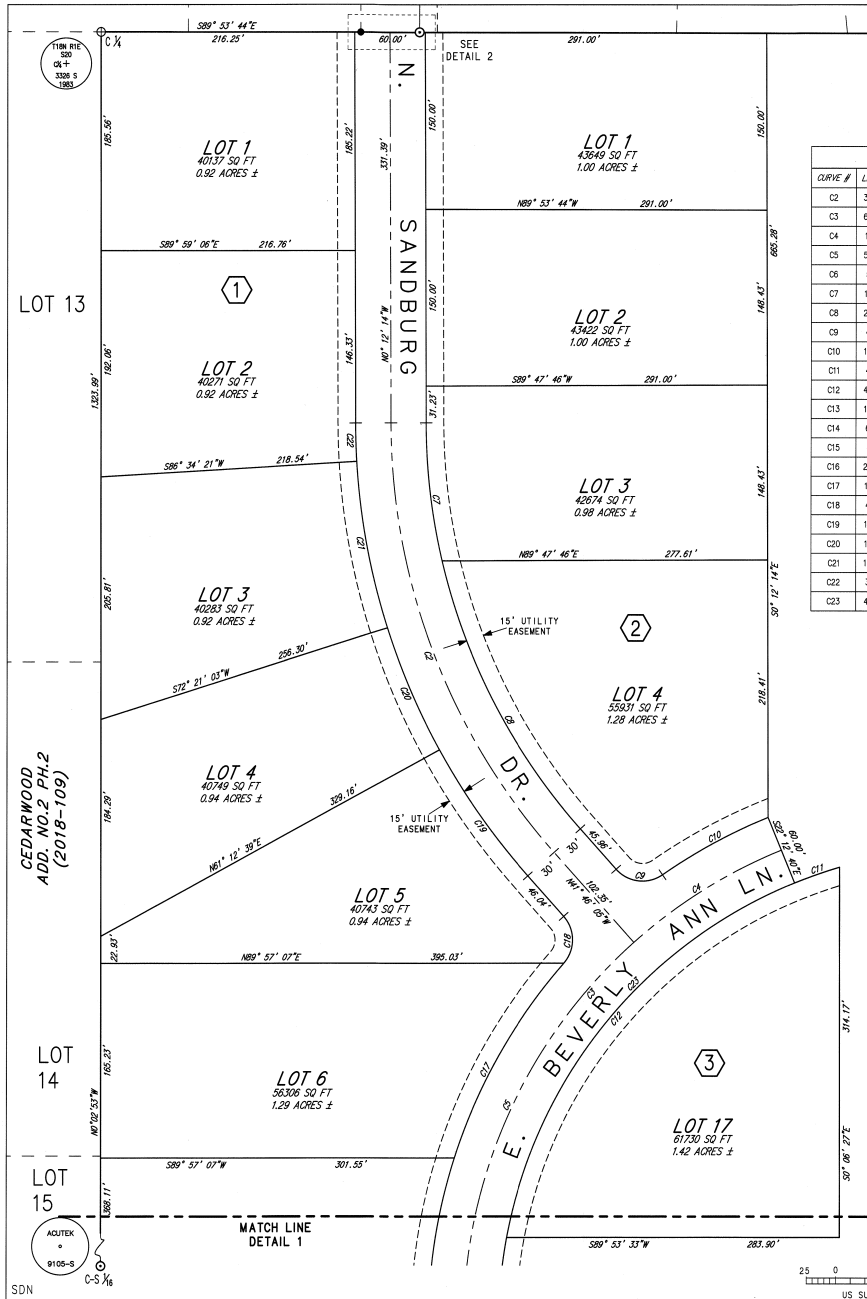 S89° 53' 44"E
216.25'
60.00'
SEE
DETAIL 2
291.00'
C ¼
T18N R1E
S20
C¼ +
3326 S
1983
185.56'
LOT 1
40137 SQ FT
0.92 ACRES ±
185.22'
331.39'
N. SANDBURG DR.
150.00'
LOT 1
43649 SQ FT
1.00 ACRES ±
150.00'
N89° 53' 44"W 291.00'
665.28'
CURVE #
C2
C3
C4
C5
C6
C7
C8
C9
C10
C11
C12
C13
C14
C15
C16
C17
C18
C19
C20
C21
C22
C23
S89° 59' 06"E 216.76'
1
LOT 13
192.06'
1323.99'
LOT 2
40271 SQ FT
0.92 ACRES ±
146.33'
N0° 12' 14"W
150.00'
LOT 2
43422 SQ FT
1.00 ACRES ±
148.43'
S89° 47' 46"W 291.00'
31.23'
C22
S86° 34' 21"W 218.54'
C7
LOT 3
42674 SQ FT
0.98 ACRES ±
148.43'
C21
N89° 47' 46"E 277.61'
S0° 12' 14"E
205.81'
LOT 3
40283 SQ FT
0.92 ACRES ±
15' UTILITY
EASEMENT
2
S72° 21' 03"W 256.30'
C2
C20
C8
LOT 4
55931 SQ FT
1.28 ACRES ±
218.41'
CEDARWOOD
ADD. NO.2 PH.2
(2018-109)
184.29'
LOT 4
40749 SQ FT
0.94 ACRES ±
329.16'
N61° 12' 39"E
15' UTILITY
EASEMENT
C19
45.96'
C10
S22° 12' 40"E
60.00'
30'
30'
C9
C11
46.04'
102.35'
N41° 46' 05"W
C4
LOT 5
40743 SQ FT
0.94 ACRES ±
C18
22.93'
N89° 57' 07"E 395.03'
E. BEVERLY ANN LN.
C3
C23
C12
314.17'
LOT
14
165.23'
N0°02'53"W
LOT 6
56306 SQ FT
1.29 ACRES ±
C17
C5
3
LOT 17
61730 SQ FT
1.42 ACRES ±
S0° 06' 27"E
S89° 57' 07"W 301.55'
LOT
15
368.11'
MATCH LINE
DETAIL 1
ACUTEK
9105-S
C-S 1⁄16
S89° 53' 33"W 283.90'
SDN
25 0